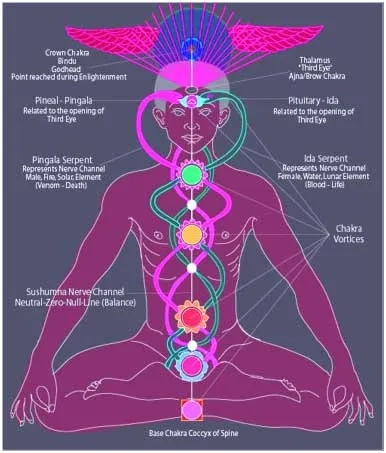 Crown Chakra
Bindu
Godhead
Point reached during Enlightenment
Thalamus
"Third Eye"
Ajna/Brow Chakra
Pineal - Pingala
Related to the opening of
Third Eye
Pituitary - Ida
Related to the opening of
Third Eye
Pingala Serpent
Represents Nerve Channel
Male, Fire, Solar, Element
(Venom - Death)
Ida Serpent
Represents Nerve Channel
Female, Water, Lunar Element
(Blood - Life)
Chakra
Vortices
Sushumna Nerve Channel
Neutral-Zero-Null-Line (Balance)
Base Chakra Coccyx of Spine